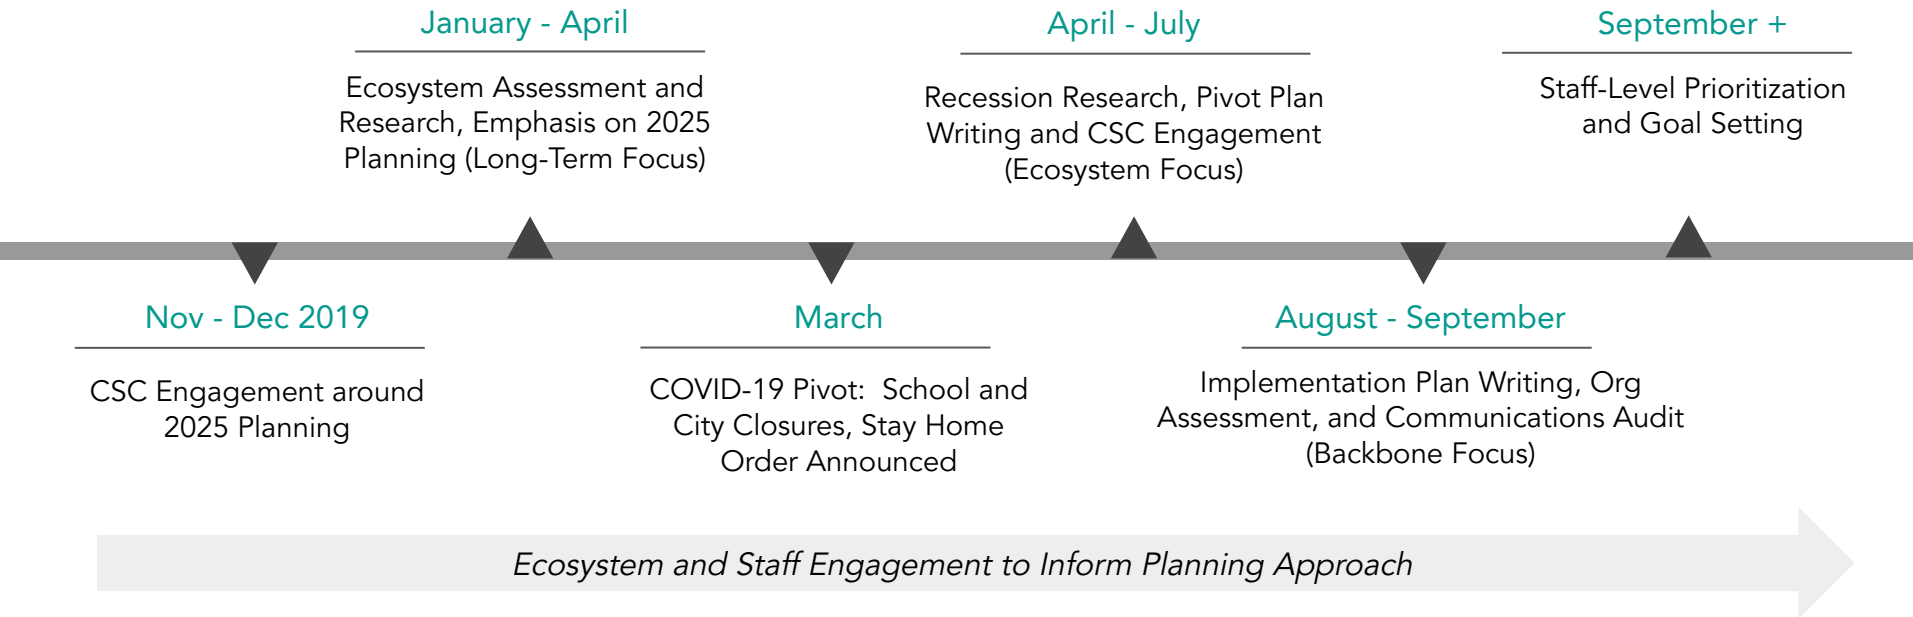 January - April
Ecosystem Assessment and
Research, Emphasis on 2025
Planning (Long-Term Focus)
April - July
Recession Research, Pivot Plan
Writing and CSC Engagement
(Ecosystem Focus)
September +
Staff-Level Prioritization
and Goal Setting
Nov - Dec 2019
CSC Engagement around
2025 Planning
March
COVID-19 Pivot:  School and
City Closures, Stay Home
Order Announced
August - September
Implementation Plan Writing, Org
Assessment, and Communications Audit
(Backbone Focus)
Ecosystem and Staff Engagement to Inform Planning Approach